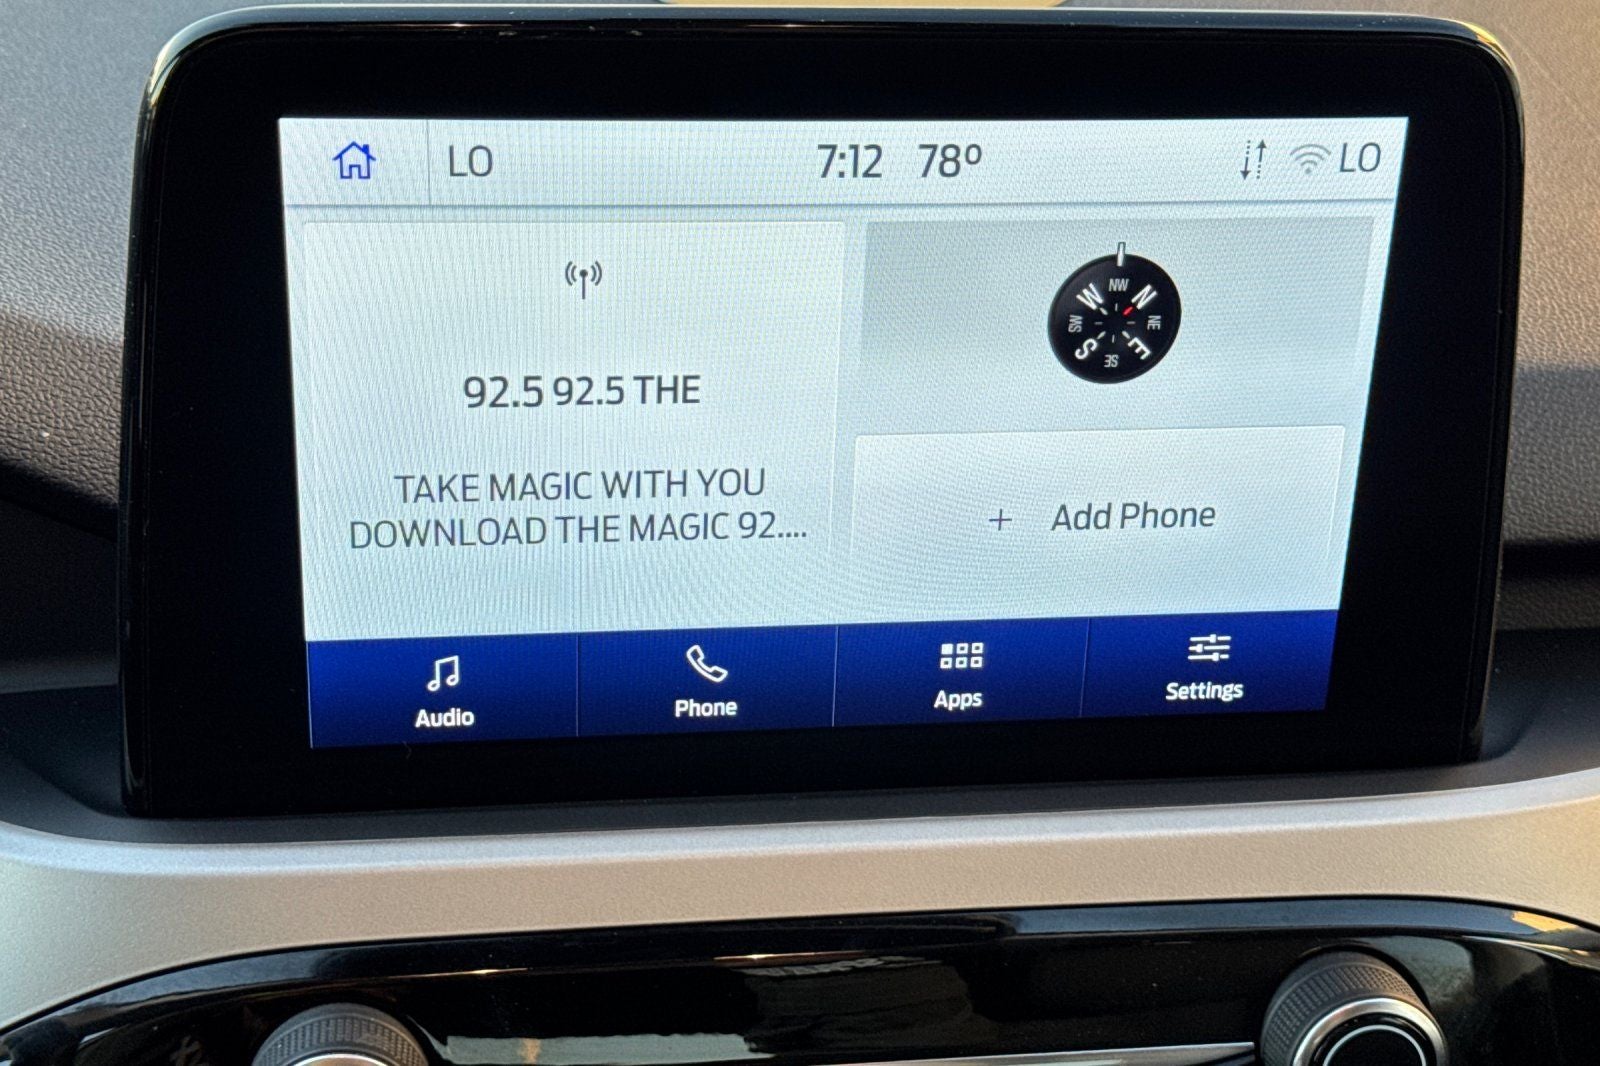 LO 7:12 78° LO
92.5 92.5 THE
TAKE MAGIC WITH YOU
DOWNLOAD THE MAGIC 92....
NW
W N
SW NE
S E
SE
+ Add Phone
Audio Phone Apps Settings